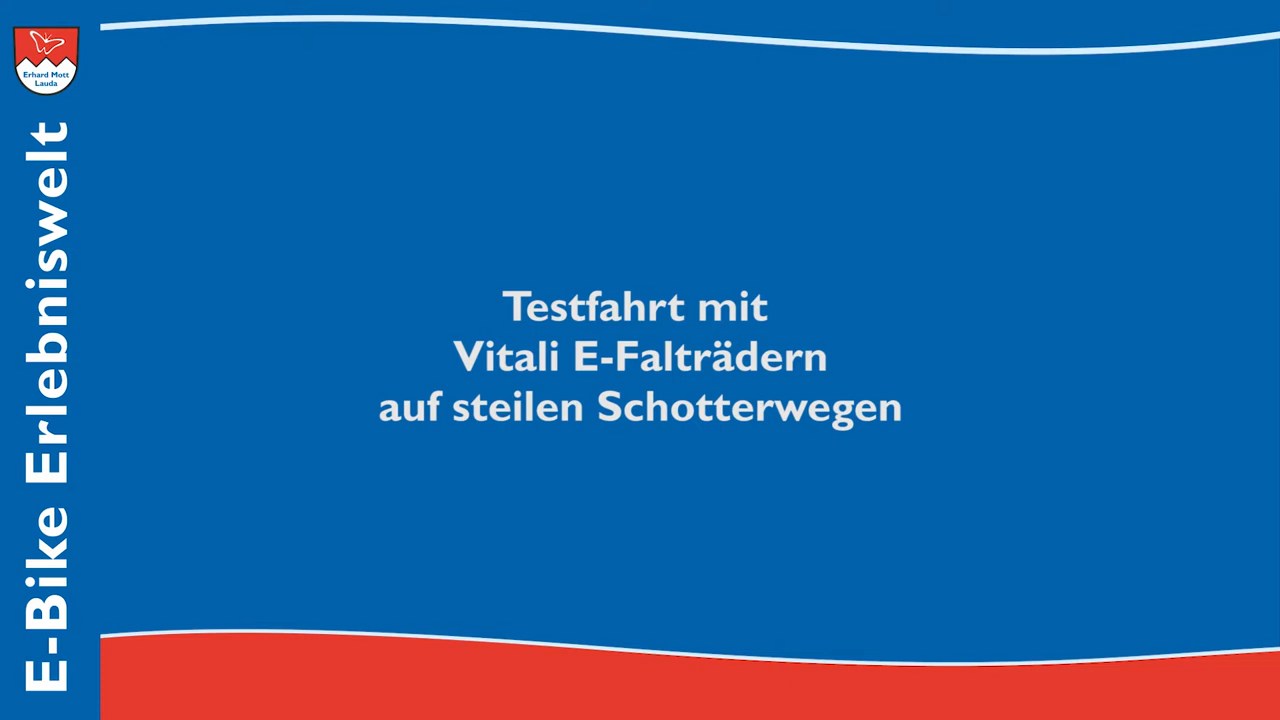 Erhard Mott
Lauda
E-Bike Erlebniswelt
Testfahrt mit
Vitali E-Falträdern
auf steilen Schotterwegen